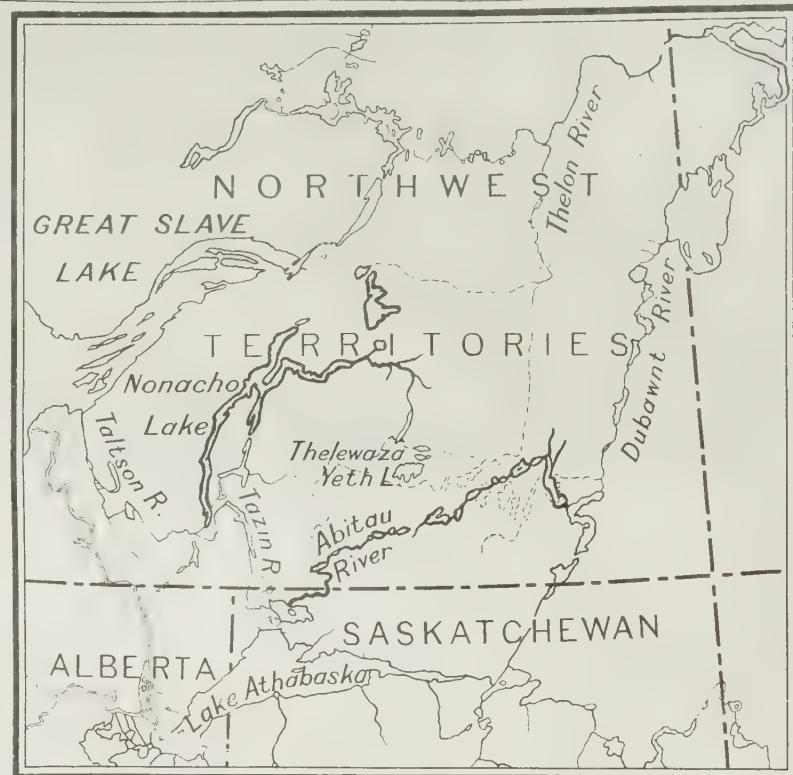 NORTHWEST
Thelon River
GREAT SLAVE
LAKE
Dubawnt River
TERRITORIES
Nonacho
Lake
Taltson R.
Thelewaza
Yeth L.
Tazin R.
Abitau
River
SASKATCHEWAN
ALBERTA
Lake Athabaska